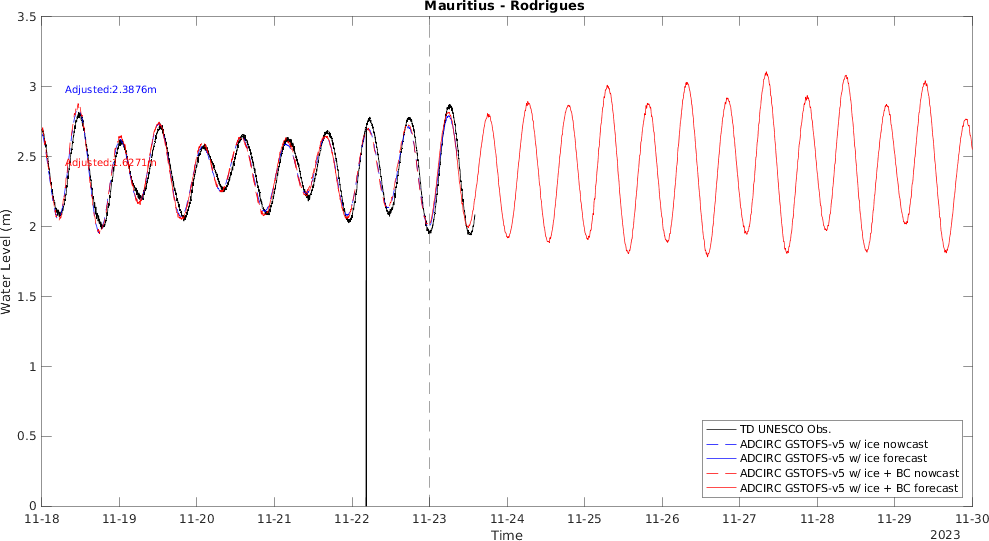 Mauritius - Rodrigues
3.5
3
2.5
2
1.5
1
0.5
0
Water Level (m)
Adjusted:2.3876m
Adjusted:1.6271m
TD UNESCO Obs.
ADCIRC GSTOFS-v5 w/ ice nowcast
ADCIRC GSTOFS-v5 w/ ice forecast
ADCIRC GSTOFS-v5 w/ ice + BC nowcast
ADCIRC GSTOFS-v5 w/ ice + BC forecast
11-18 11-19 11-20 11-21 11-22 11-23 11-24 11-25 11-26 11-27 11-28 11-29 11-30
Time
2023